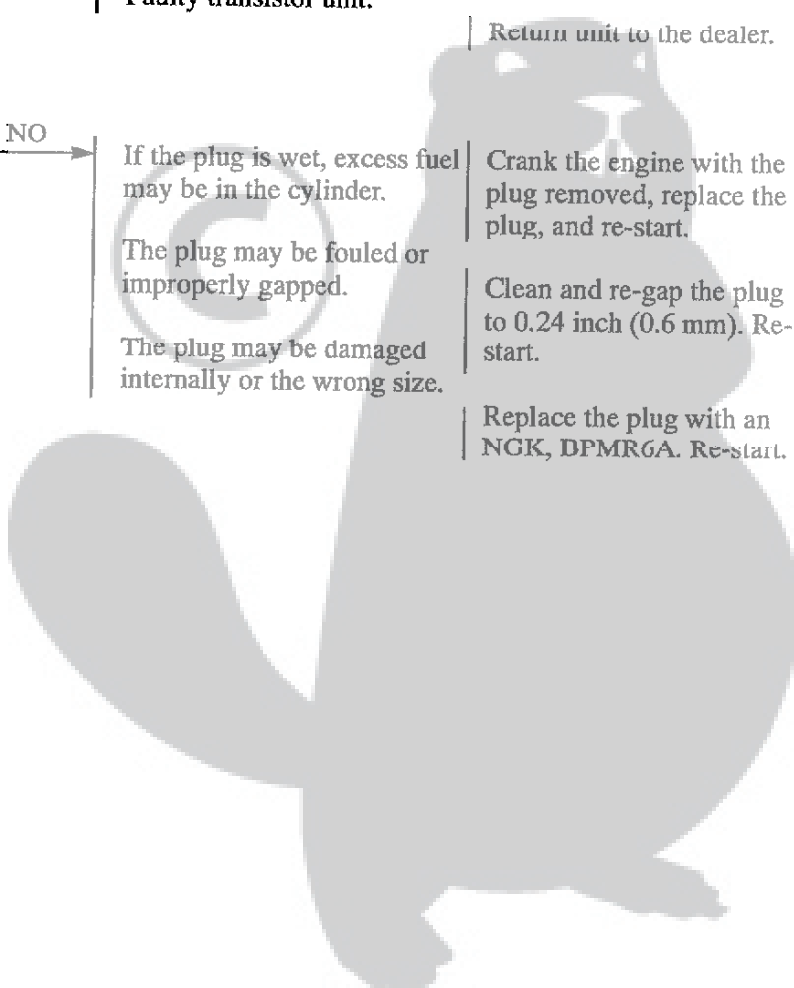 Faulty transistor unit.
Return unit to the dealer.
NO
If the plug is wet, excess fuel
may be in the cylinder.
The plug may be fouled or
improperly gapped.
The plug may be damaged
internally or the wrong size.
Crank the engine with the
plug removed, replace the
plug, and re-start.
Clean and re-gap the plug
to 0.24 inch (0.6 mm). Re-
start.
Replace the plug with an
NGK, BPMR6A. Re-start.
©